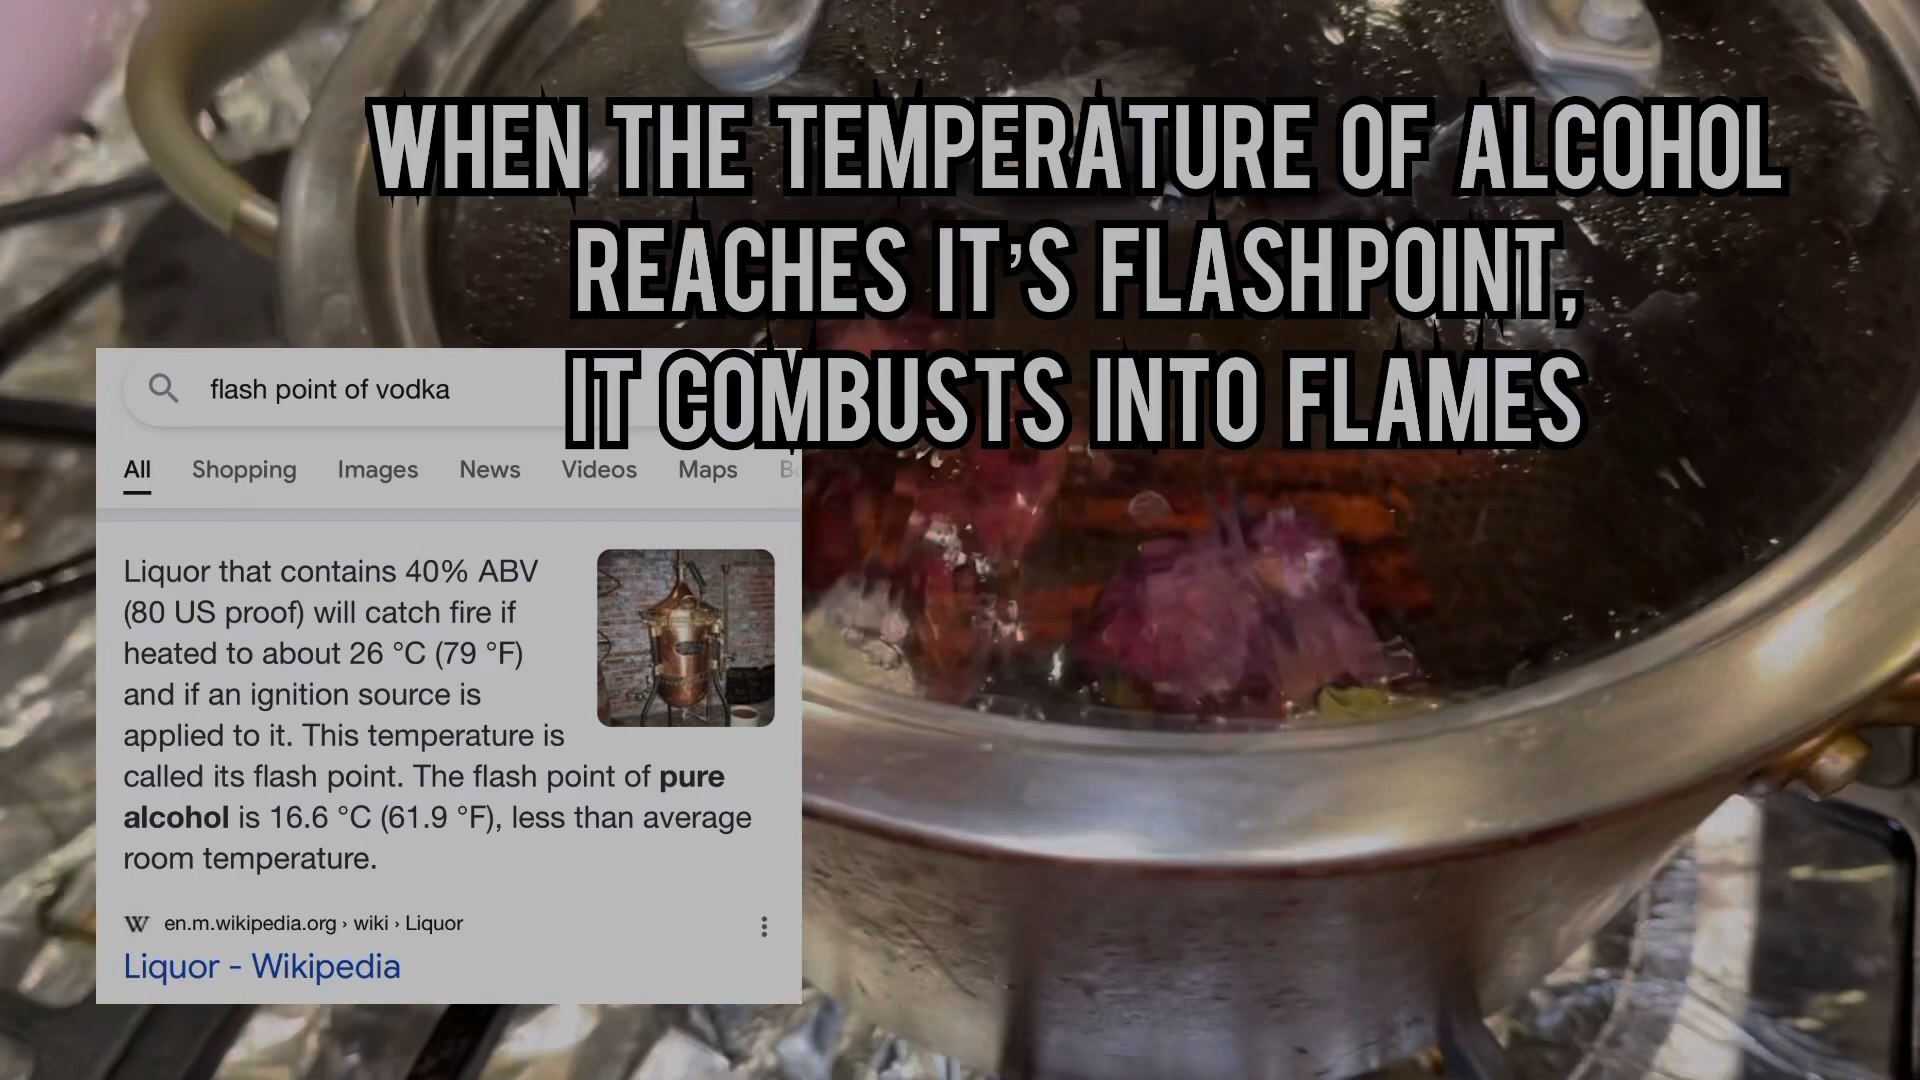 WHEN THE TEMPERATURE OF ALCOHOL
REACHES IT'S FLASH POINT,
IT COMBUSTS INTO FLAMES
flash point of vodka
All Shopping Images News Videos Maps
Liquor that contains 40% ABV
(80 US proof) will catch fire if
heated to about 26 °C (79 °F)
and if an ignition source is
applied to it. This temperature is
called its flash point. The flash point of pure
alcohol is 16.6 °C (61.9 °F), less than average
room temperature.
W en.m.wikipedia.org › wiki › Liquor
Liquor - Wikipedia